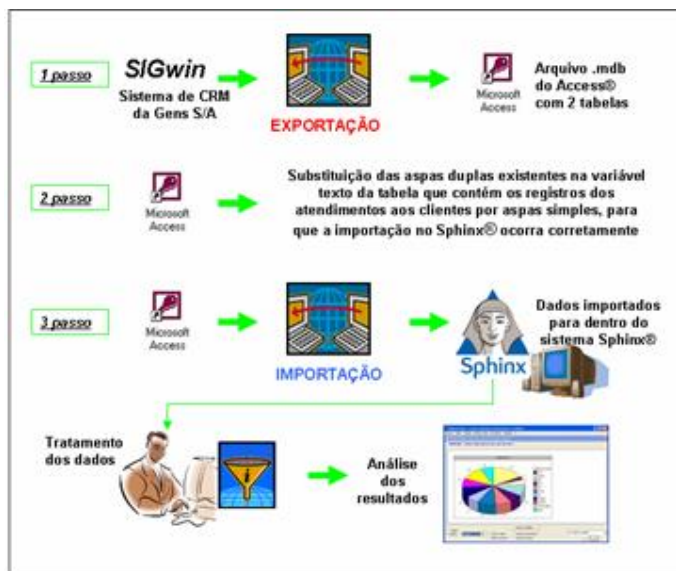 1 passo
SIGwin
Sistema de CRM
da Gens S/A
EXPORTAÇÃO
Microsoft
Access
Arquivo .mdb
do Access®
com 2 tabelas
2 passo
Microsoft
Access
Substituição das aspas duplas existentes na variável
texto da tabela que contém os registros dos
atendimentos aos clientes por aspas simples, para
que a importação no Sphinx® ocorra corretamente
3 passo
Microsoft
Access
IMPORTAÇÃO
Sphinx
Dados importados
para dentro do
sistema Sphinx®
Tratamento
dos dados
Análise
dos
resultados